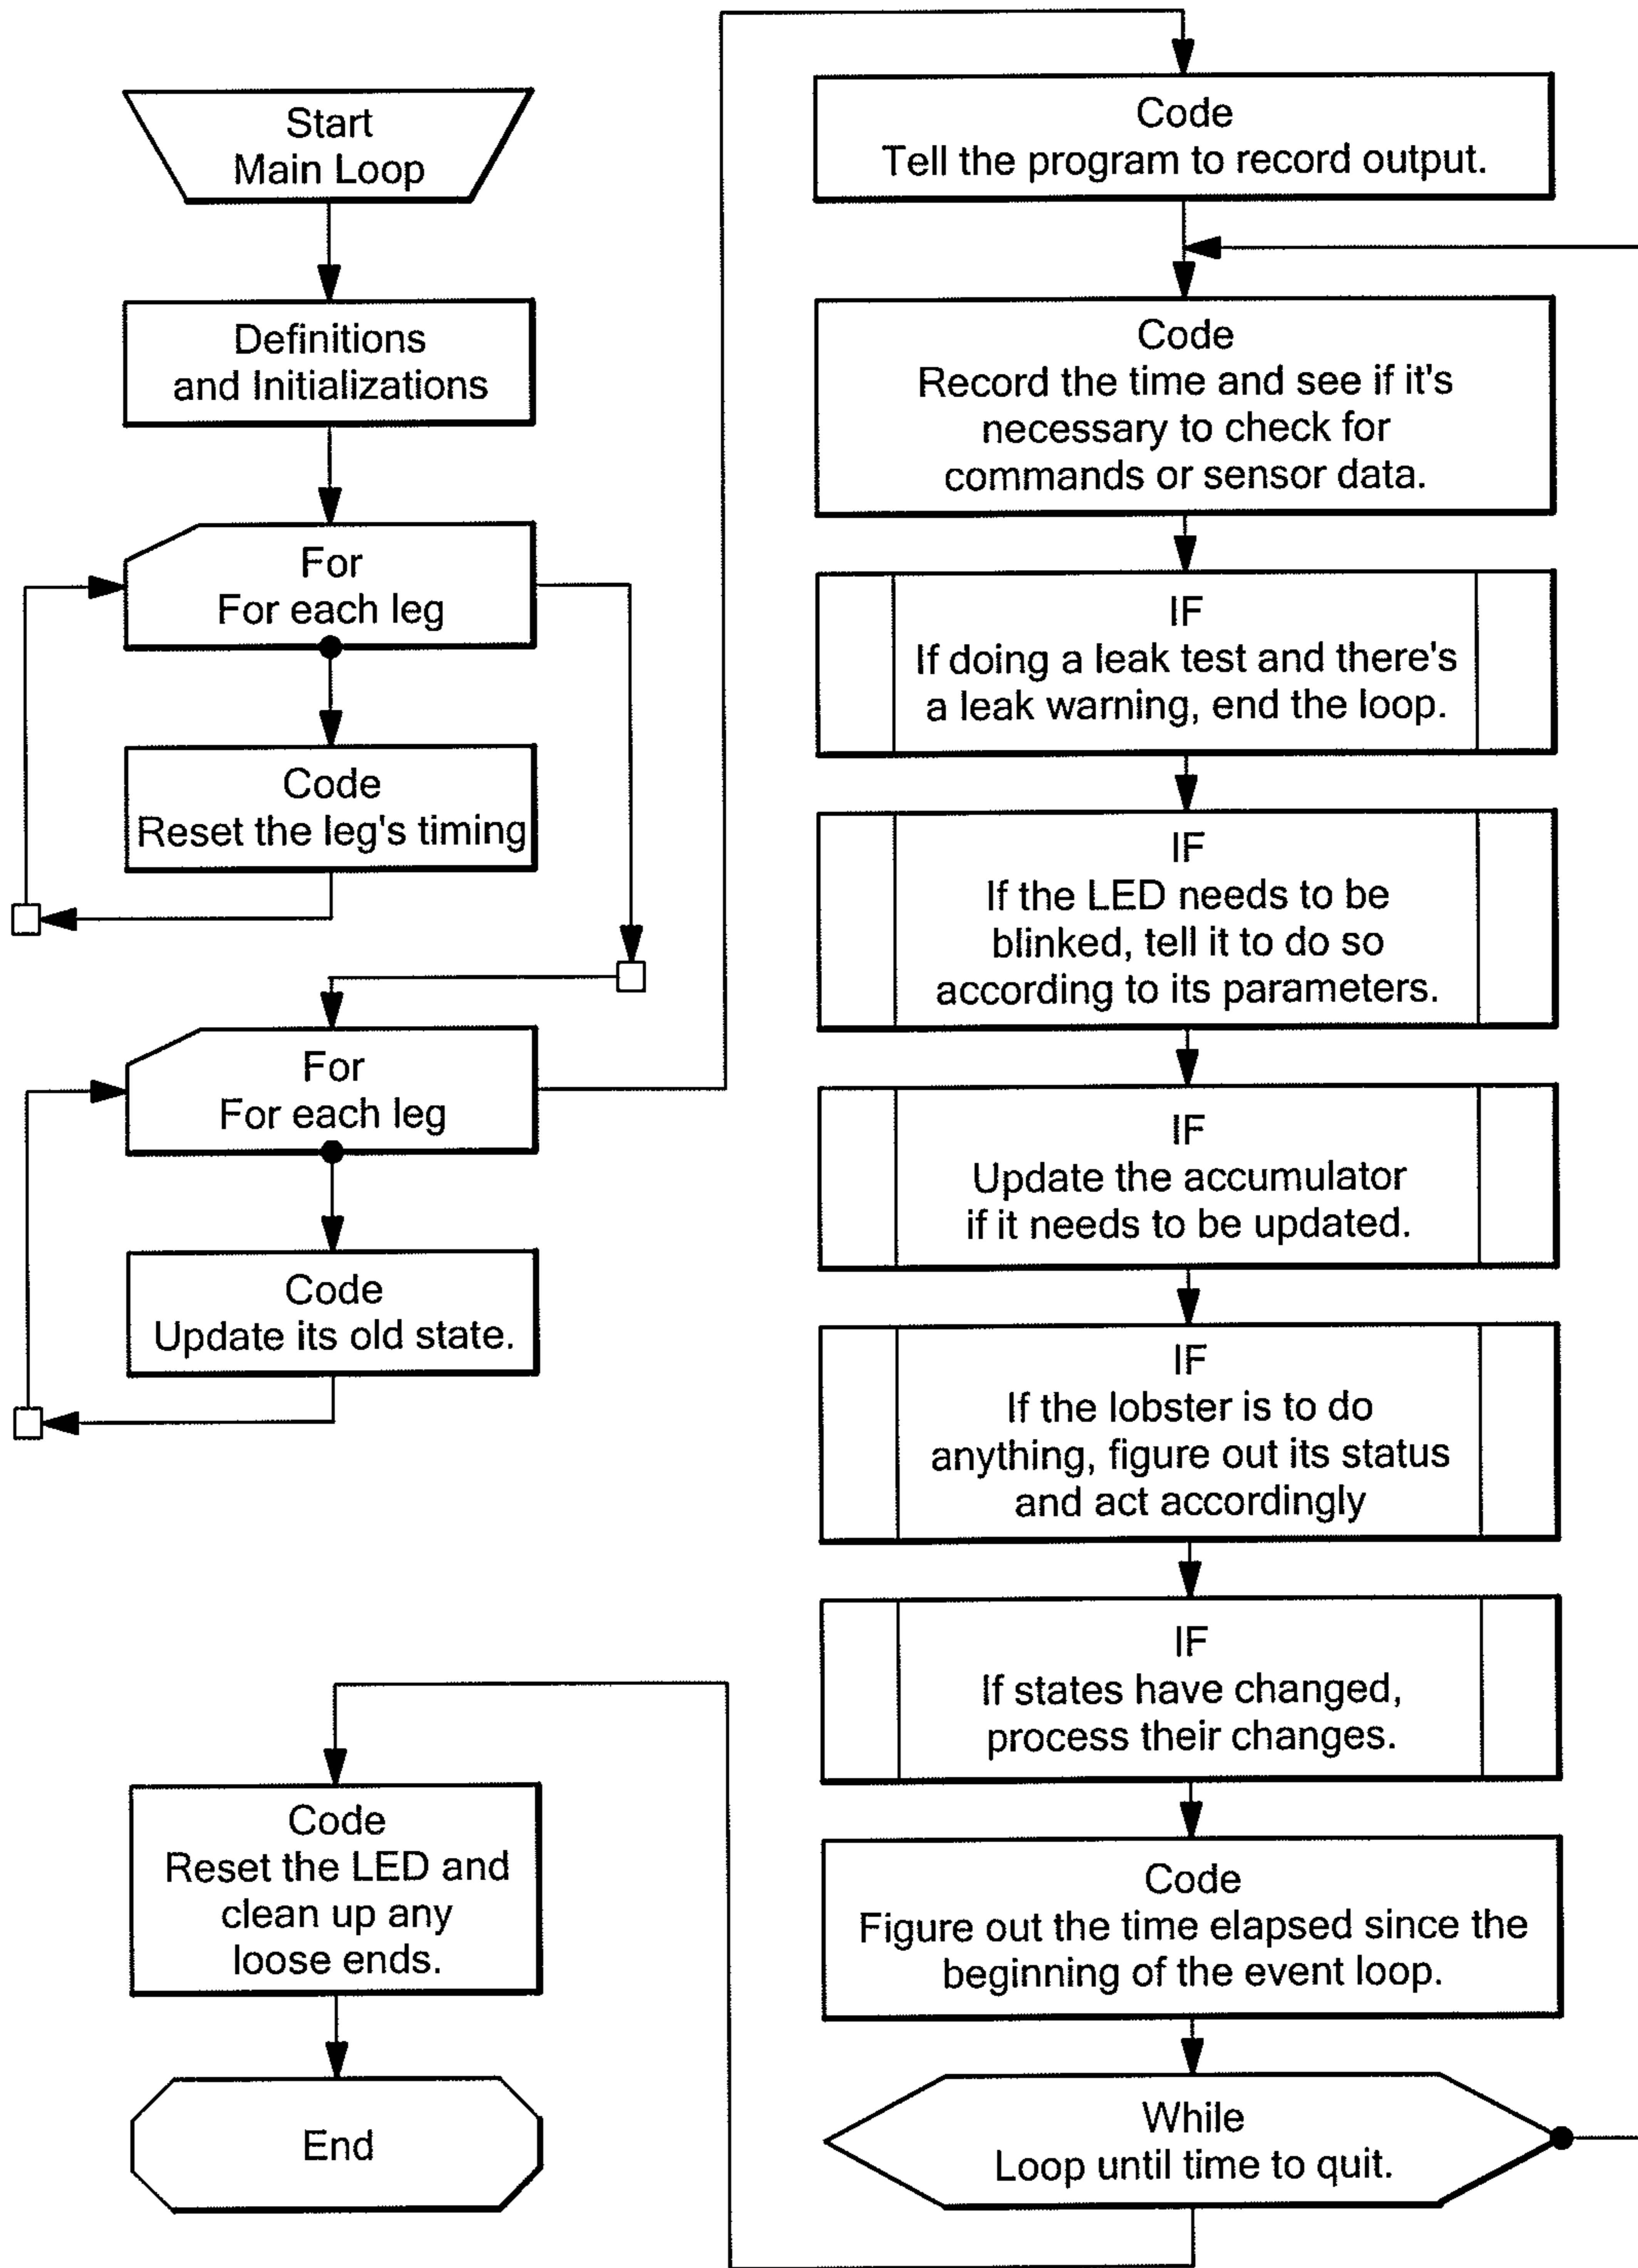 Start
Main Loop
Definitions
and Initializations
For
For each leg
Code
Reset the leg's timing
For
For each leg
Code
Update its old state.
Code
Tell the program to record output.
Code
Record the time and see if it's
necessary to check for
commands or sensor data.
IF
If doing a leak test and there's
a leak warning, end the loop.
IF
If the LED needs to be
blinked, tell it to do so
according to its parameters.
IF
Update the accumulator
if it needs to be updated.
IF
If the lobster is to do
anything, figure out its status
and act accordingly
IF
If states have changed,
process their changes.
Code
Figure out the time elapsed since the
beginning of the event loop.
While
Loop until time to quit.
Code
Reset the LED and
clean up any
loose ends.
End